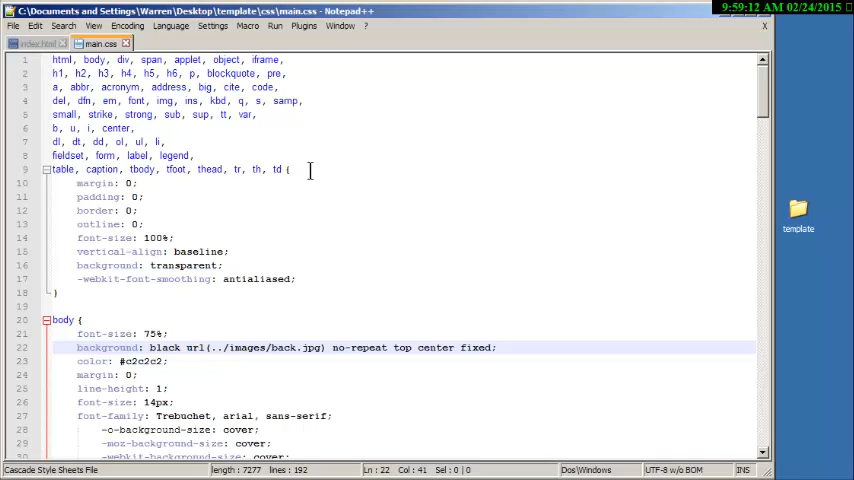 C:\Documents and Settings\Warren\Desktop\template\css\main.css - Notepad++
9:59:12 AM 02/24/2015
File Edit Search View Encoding Language Settings Macro Run Plugins Window ? X
index.html main.css
1 html, body, div, span, applet, object, iframe,
2 h1, h2, h3, h4, h5, h6, p, blockquote, pre,
3 a, abbr, acronym, address, big, cite, code,
4 del, dfn, em, font, img, ins, kbd, q, s, samp,
5 small, strike, strong, sub, sup, tt, var,
6 b, u, i, center,
7 dl, dt, dd, ol, ul, li,
8 fieldset, form, label, legend,
9 table, caption, tbody, tfoot, thead, tr, th, td {
10 margin: 0;
11 padding: 0;
12 border: 0;
13 outline: 0;
14 font-size: 100%;
15 vertical-align: baseline;
16 background: transparent;
17 -webkit-font-smoothing: antialiased;
18 }
19
20 body {
21 font-size: 75%;
22 background: black url(../images/back.jpg) no-repeat top center fixed;
23 color: #c2c2c2;
24 margin: 0;
25 line-height: 1;
26 font-size: 14px;
27 font-family: Trebuchet, arial, sans-serif;
28 -o-background-size: cover;
29 -moz-background-size: cover;
30 -webkit-background-size: cover;
template
Cascade Style Sheets File length : 7277 lines : 192 Ln : 22 Col : 41 Sel : 0 | 0 Dos\Windows UTF-8 w/o BOM INS